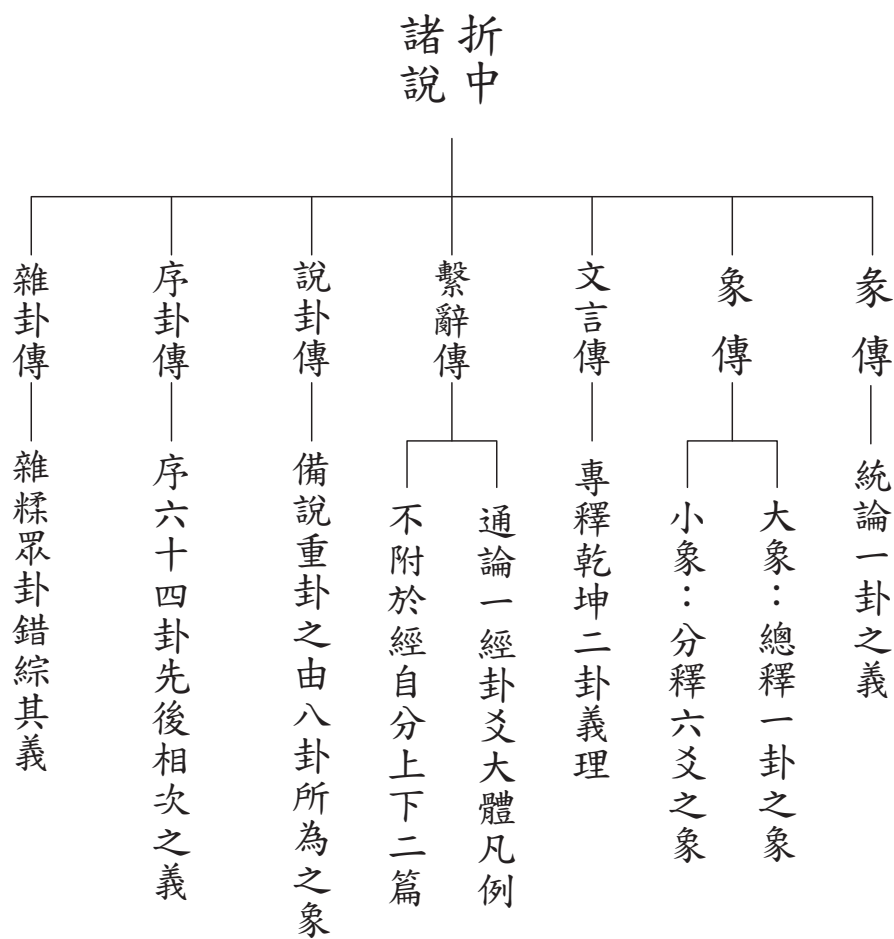 折中
諸說
彖傳
統論一卦之義
象傳
大象：總釋一卦之象
小象：分釋六爻之象
文言傳
專釋乾坤二卦義理
繫辭傳
通論一經卦爻大體凡例
不附於經自分上下二篇
說卦傳
備說重卦之由八卦所為之象
序卦傳
序六十四卦先後相次之義
雜卦傳
雜糅眾卦錯綜其義